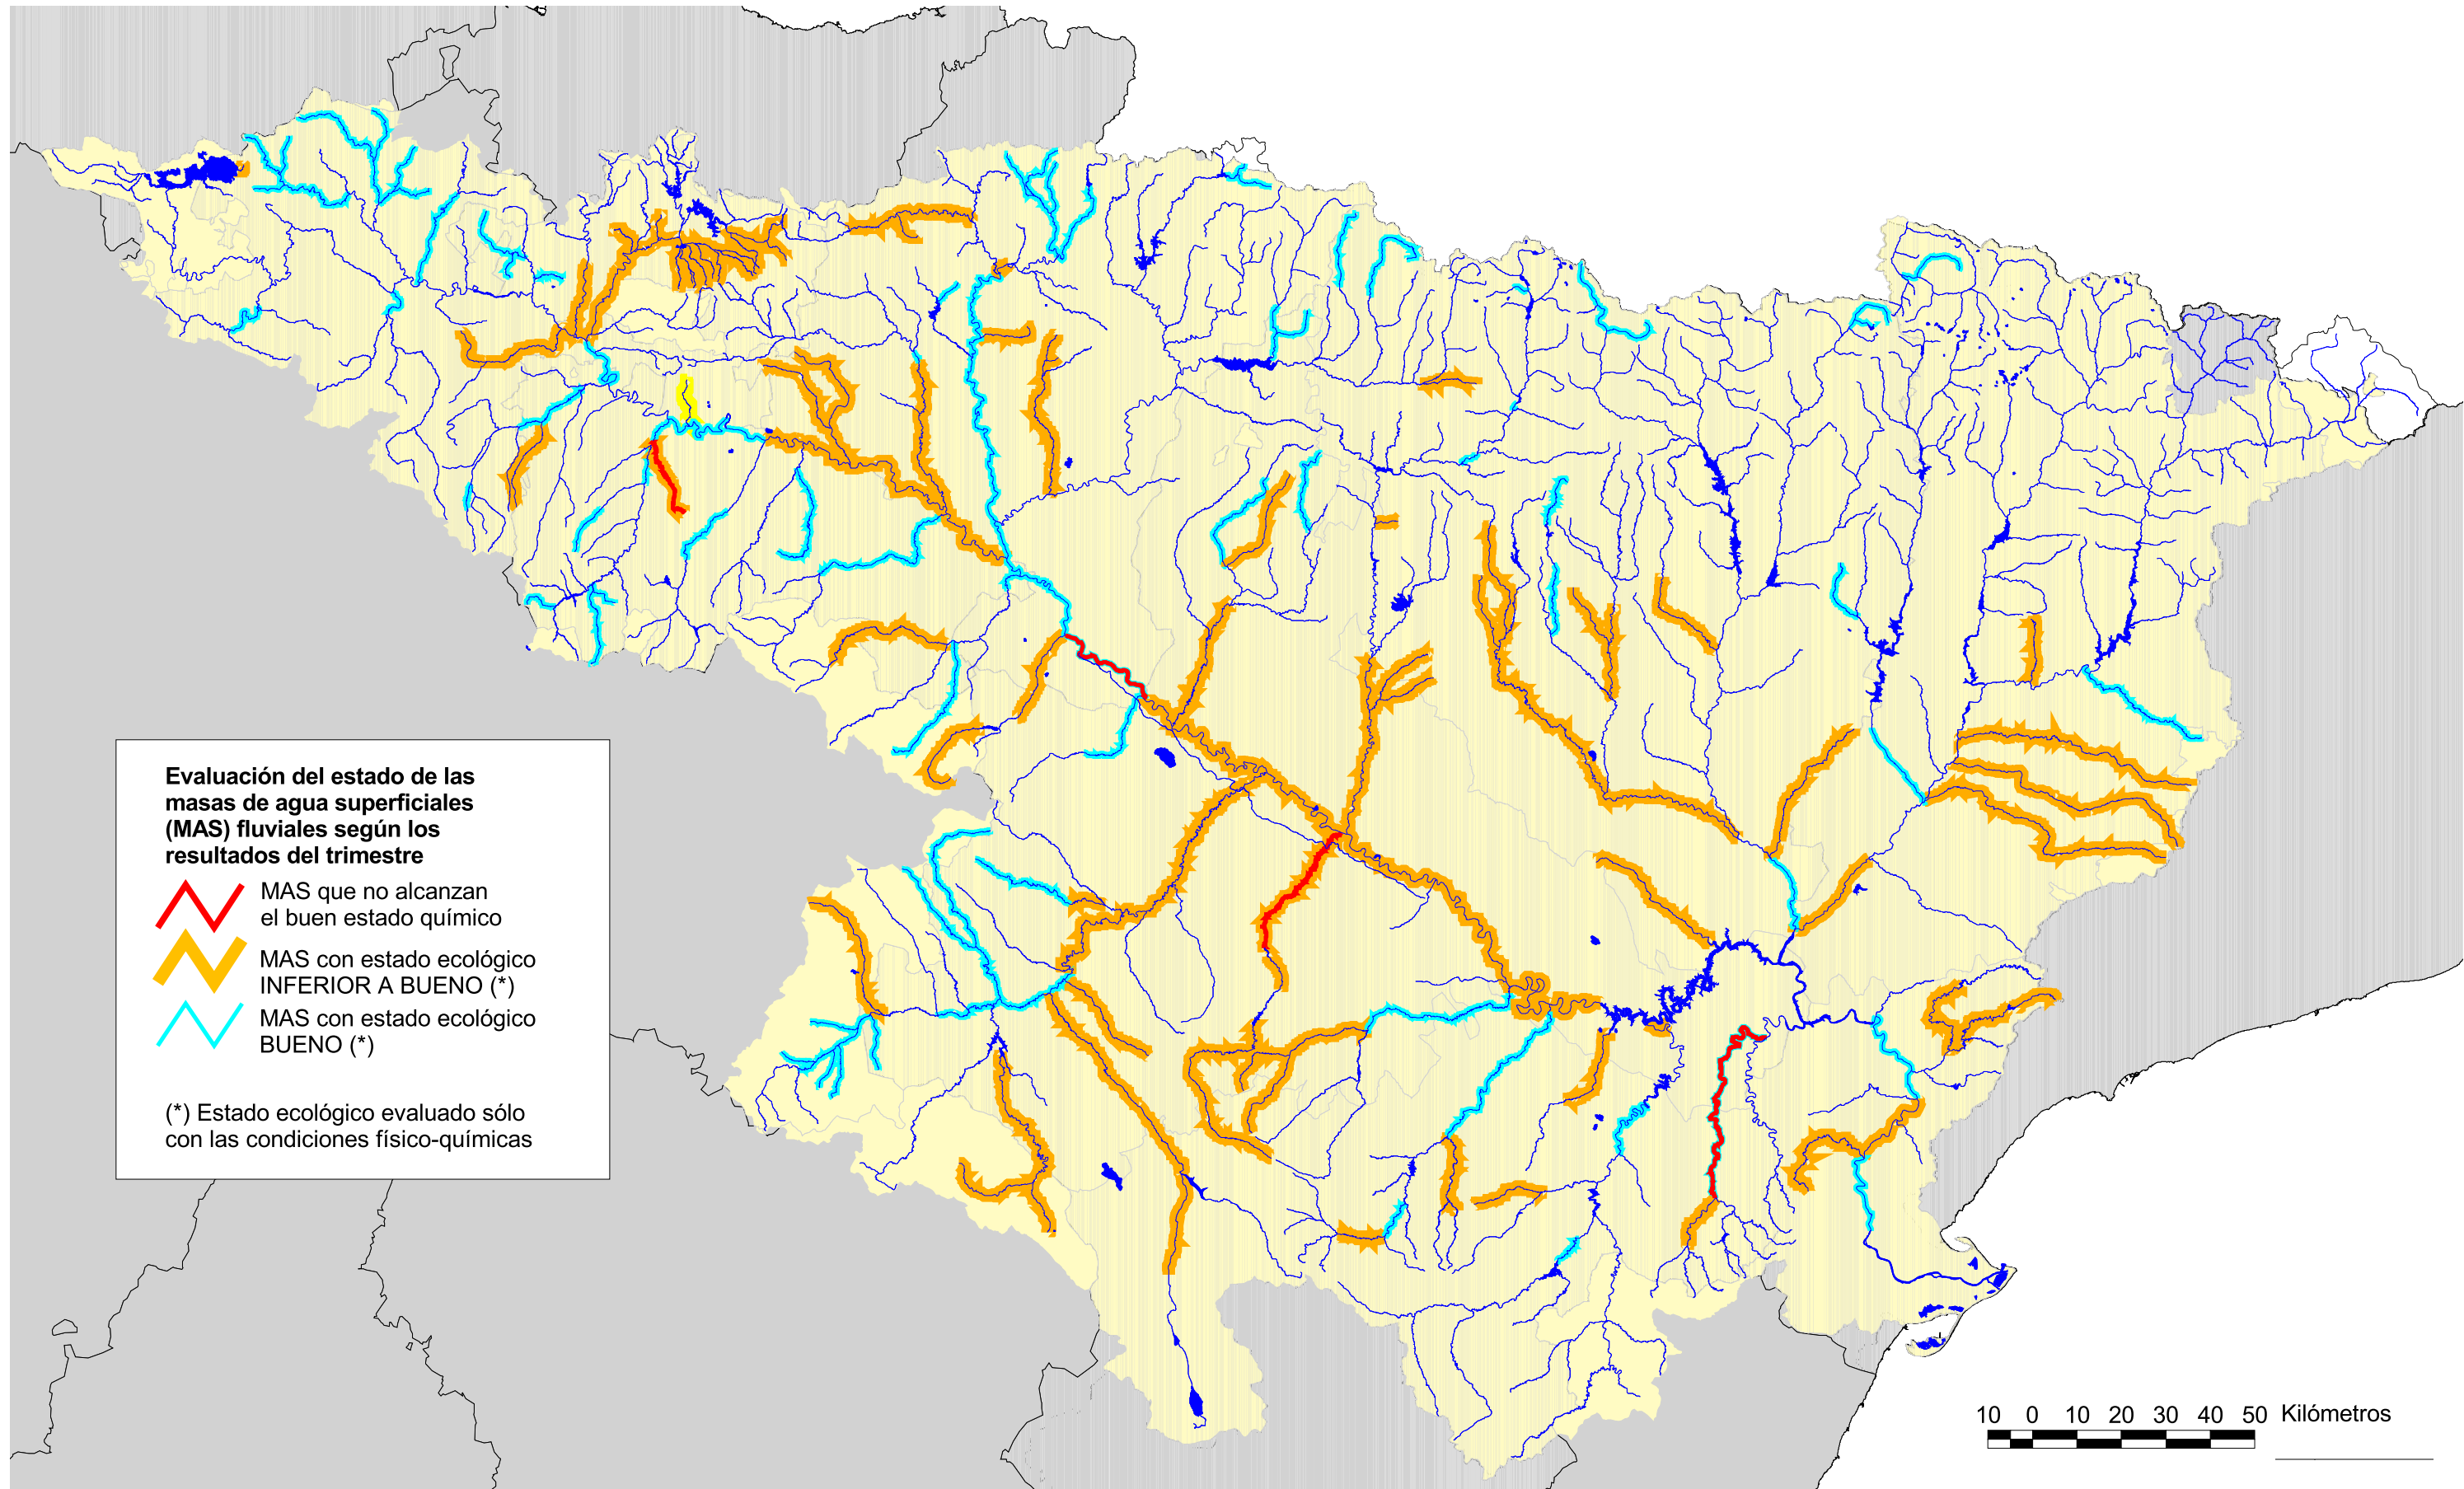 Evaluación del estado de las
masas de agua superficiales
(MAS) fluviales según los
resultados del trimestre
MAS que no alcanzan
el buen estado químico
MAS con estado ecológico
INFERIOR A BUENO (*)
MAS con estado ecológico
BUENO (*)
(*) Estado ecológico evaluado sólo
con las condiciones físico-químicas
10 0 10 20 30 40 50 Kilómetros